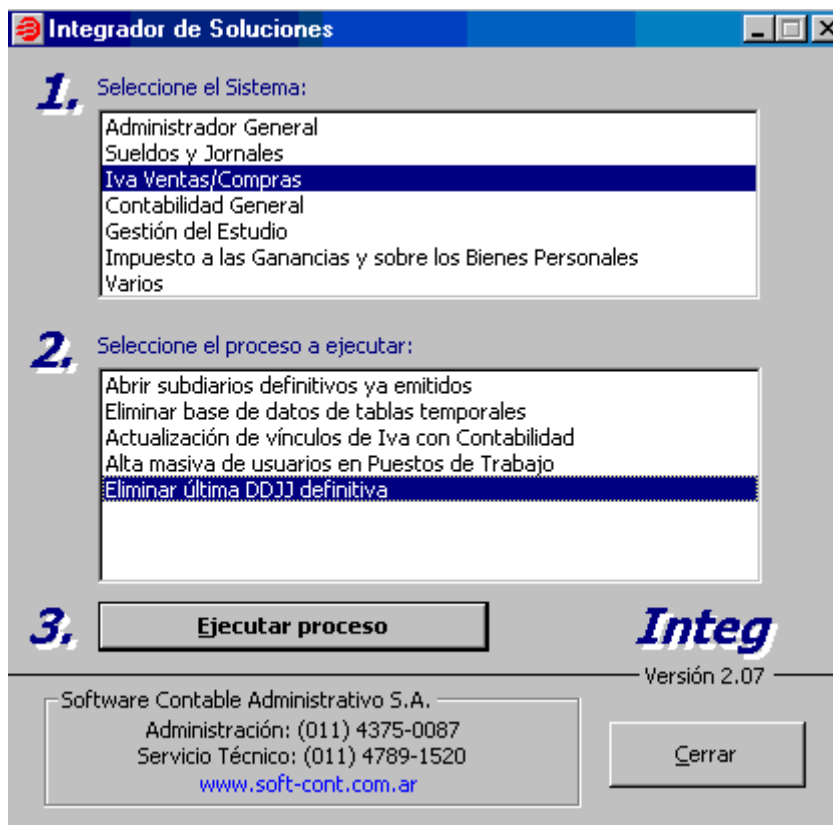 Integrador de Soluciones
1. Seleccione el Sistema:
Administrador General
Sueldos y Jornales
Iva Ventas/Compras
Contabilidad General
Gestión del Estudio
Impuesto a las Ganancias y sobre los Bienes Personales
Varios
2. Seleccione el proceso a ejecutar:
Abrir subdiarios definitivos ya emitidos
Eliminar base de datos de tablas temporales
Actualización de vínculos de Iva con Contabilidad
Alta masiva de usuarios en Puestos de Trabajo
Eliminar última DDJJ definitiva
3. Ejecutar proceso
Integ
Versión 2.07
Software Contable Administrativo S.A.
Administración: (011) 4375-0087
Servicio Técnico: (011) 4789-1520
www.soft-cont.com.ar
Cerrar